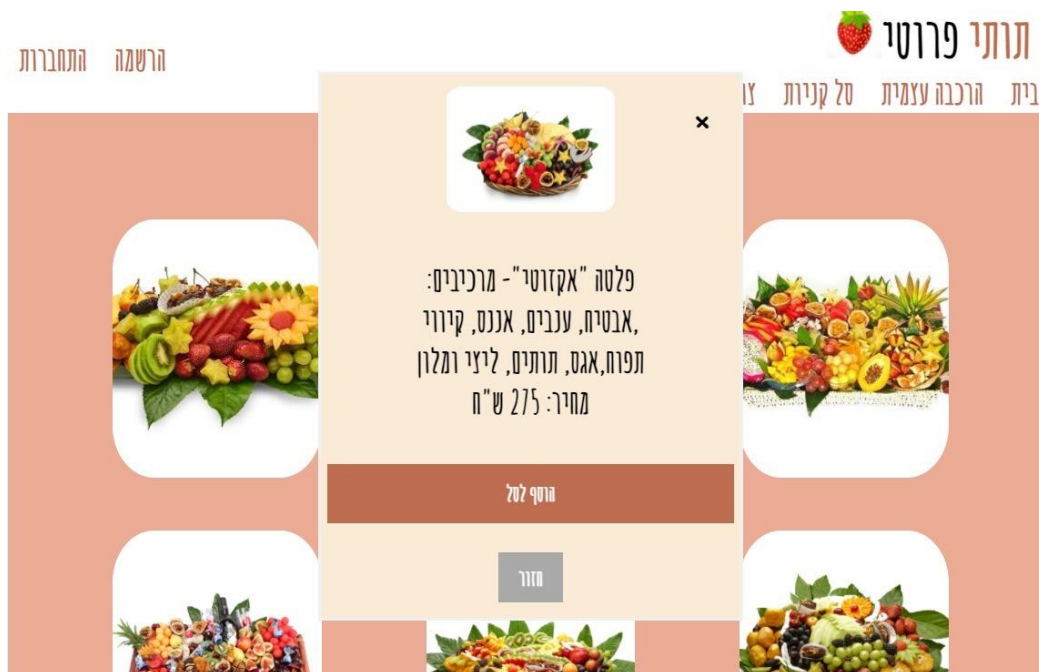 תותי פרוטי
הרשמה התחברות
בית הרכבה עצמית סל קניות
פלטה "אקזוטי"- מרכיבים:
אבטיח, ענבים, אננס, קיווי,
תפוח,אגס, תותים, ליצי ומלון
מחיר: 275 ש"ח
הוסף לסל
חזור